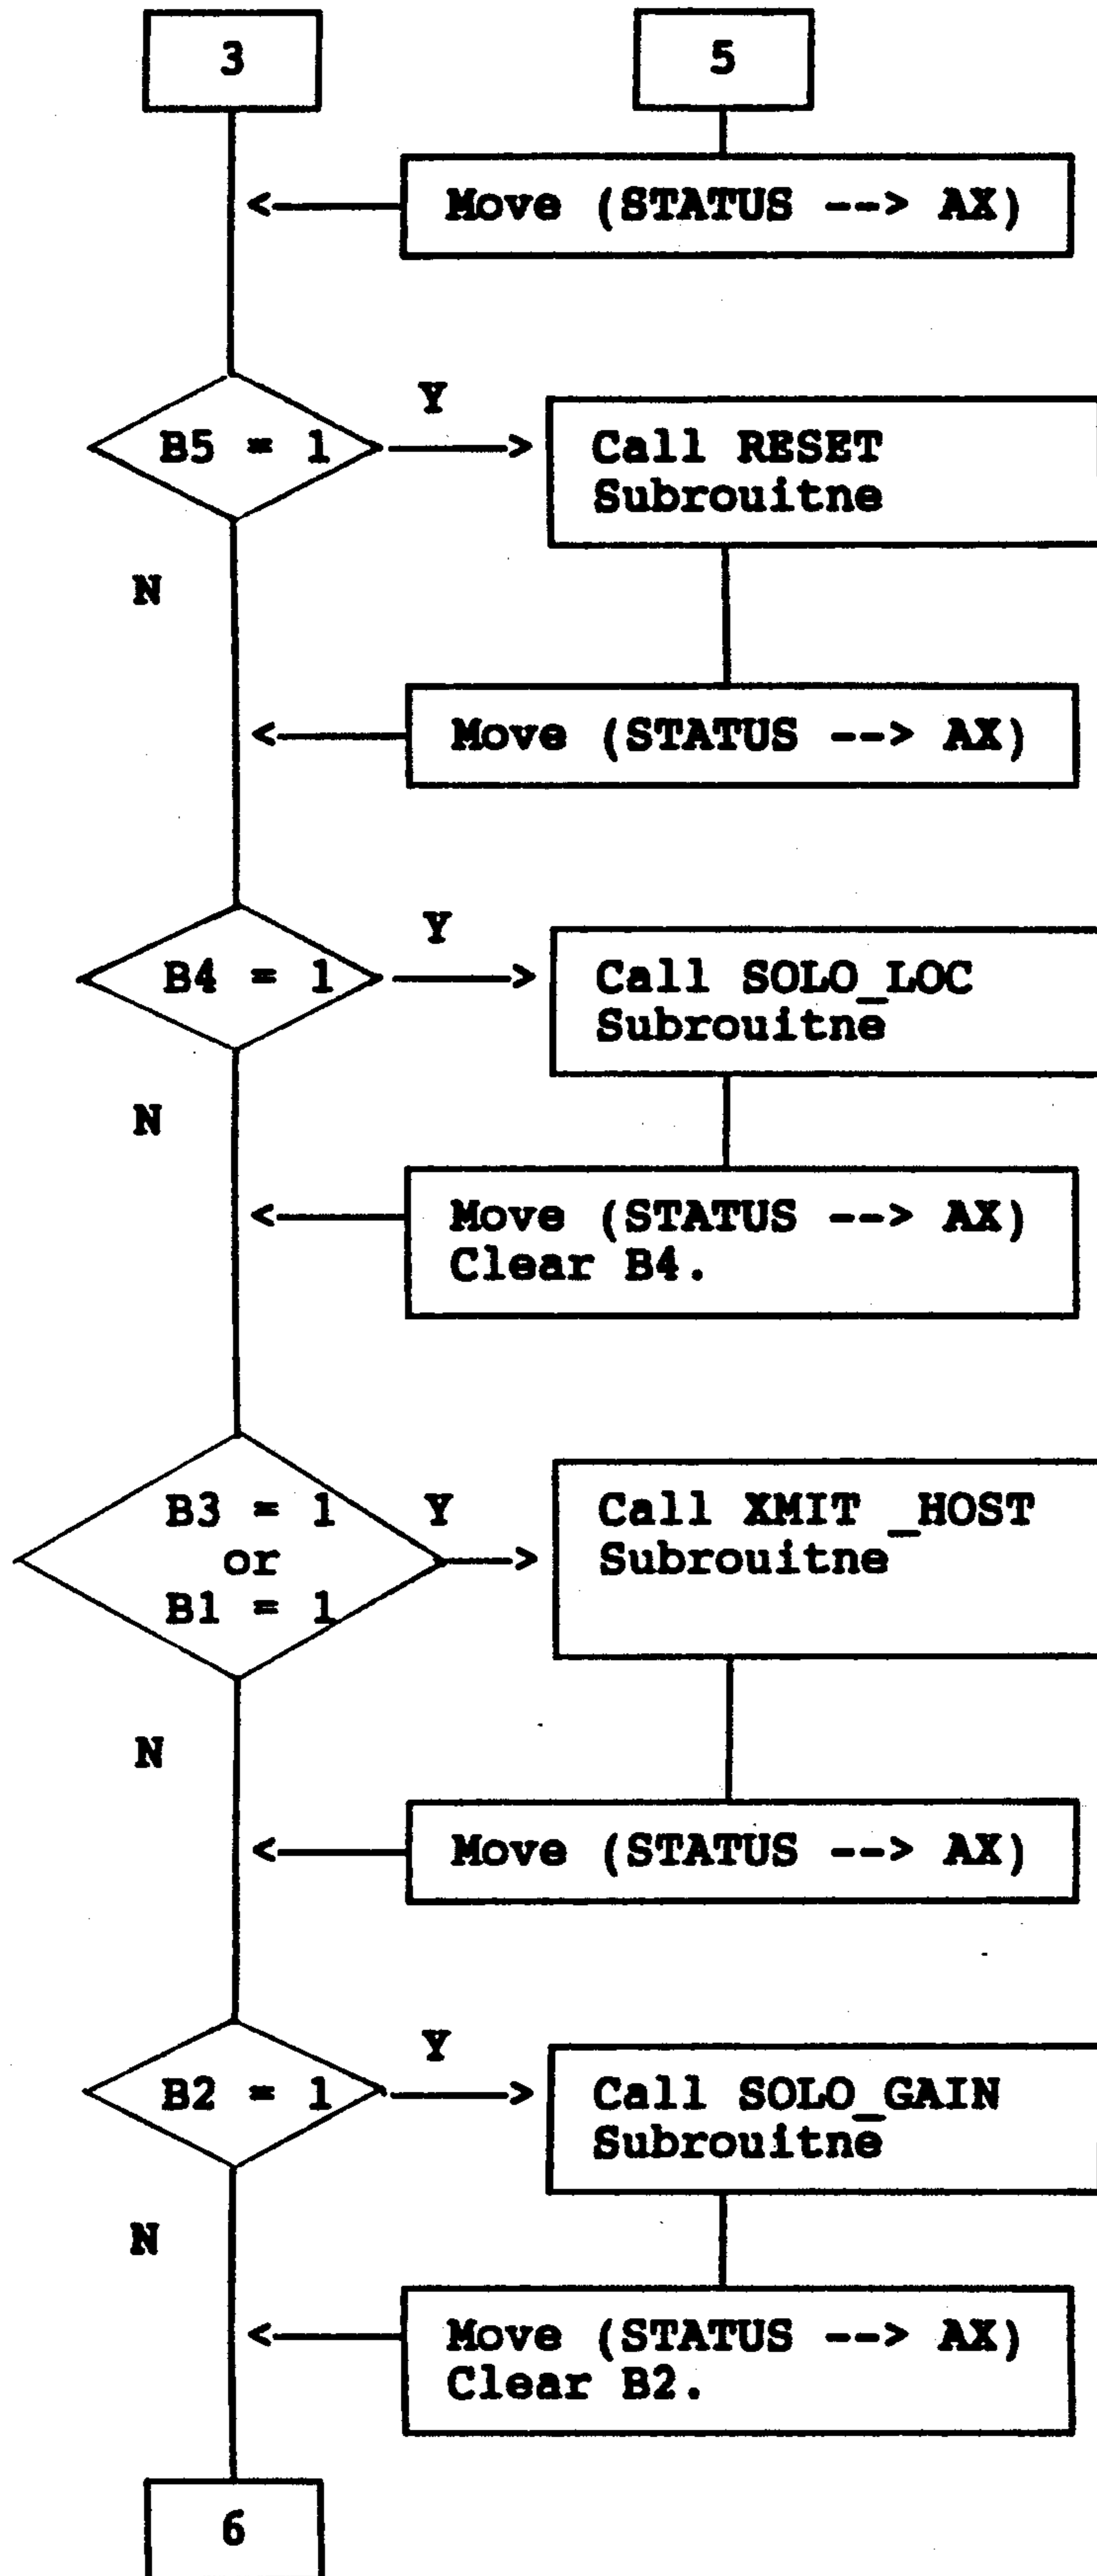 3
5
Move (STATUS --> AX)
B5 = 1
Y
Call RESET
Subrouitne
N
Move (STATUS --> AX)
B4 = 1
Y
Call SOLO_LOC
Subrouitne
N
Move (STATUS --> AX)
Clear B4.
B3 = 1
or
B1 = 1
Y
Call XMIT _HOST
Subrouitne
N
Move (STATUS --> AX)
B2 = 1
Y
Call SOLO_GAIN
Subrouitne
N
Move (STATUS --> AX)
Clear B2.
6